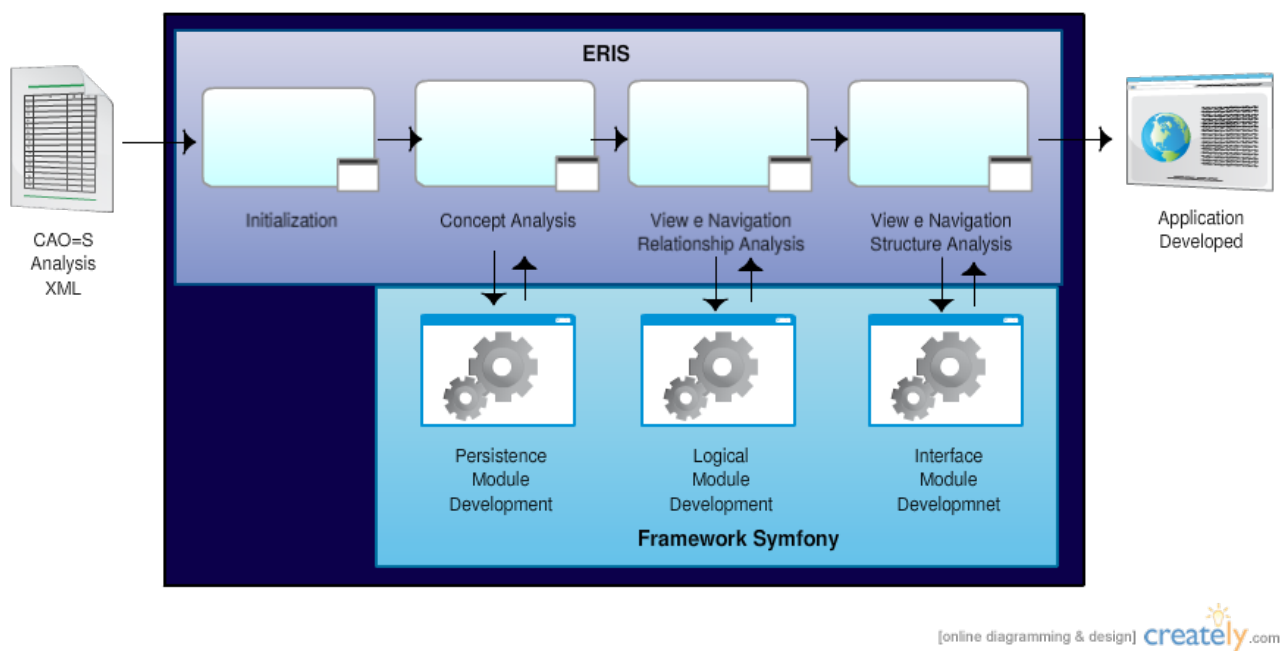 ERIS
CAO=S
Analysis
XML
Initialization
Concept Analysis
View e Navigation
Relationship Analysis
View e Navigation
Structure Analysis
Application
Developed
Persistence
Module
Development
Logical
Module
Development
Interface
Module
Developmnet
Framework Symfony
[online diagramming & design] creately.com